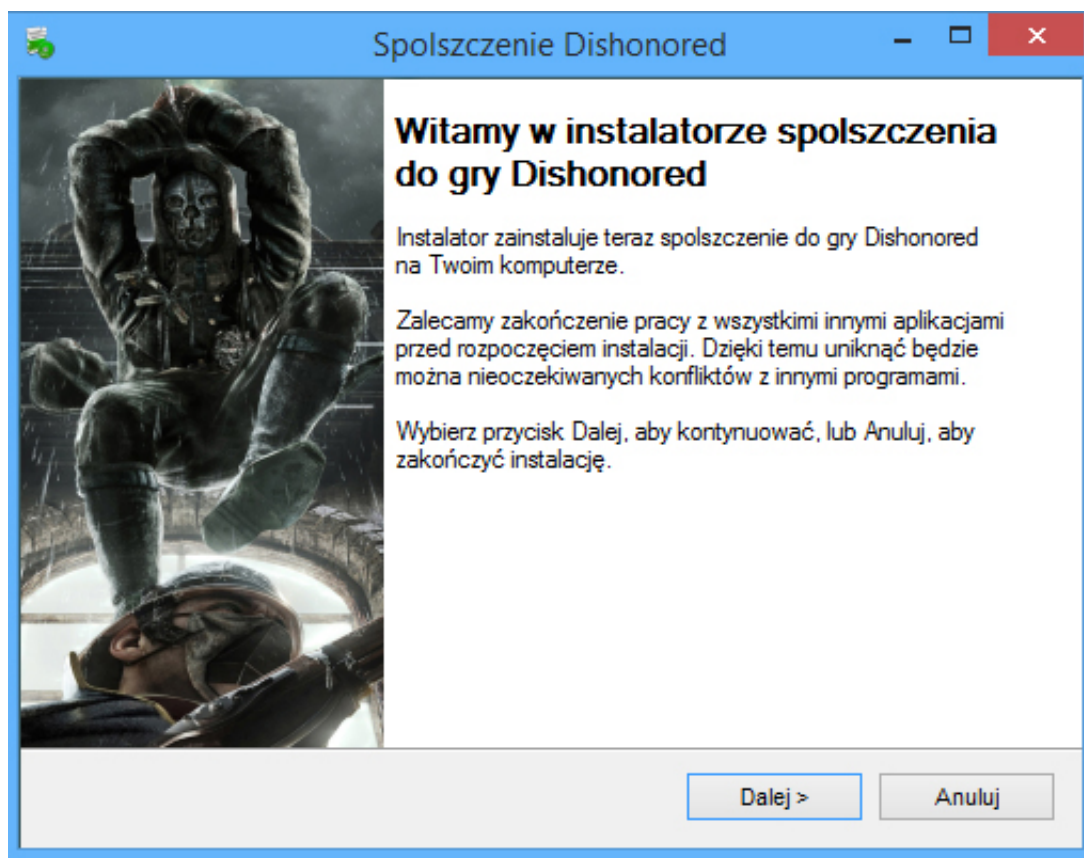 Spolszczenie Dishonored
Witamy w instalatorze spolszczenia
do gry Dishonored
Instalator zainstaluje teraz spolszczenie do gry Dishonored
na Twoim komputerze.
Zalecamy zakończenie pracy z wszystkimi innymi aplikacjami
przed rozpoczęciem instalacji. Dzięki temu uniknąć będzie
można nieoczekiwanych konfliktów z innymi programami.
Wybierz przycisk Dalej, aby kontynuować, lub Anuluj, aby
zakończyć instalację.
Dalej >
Anuluj